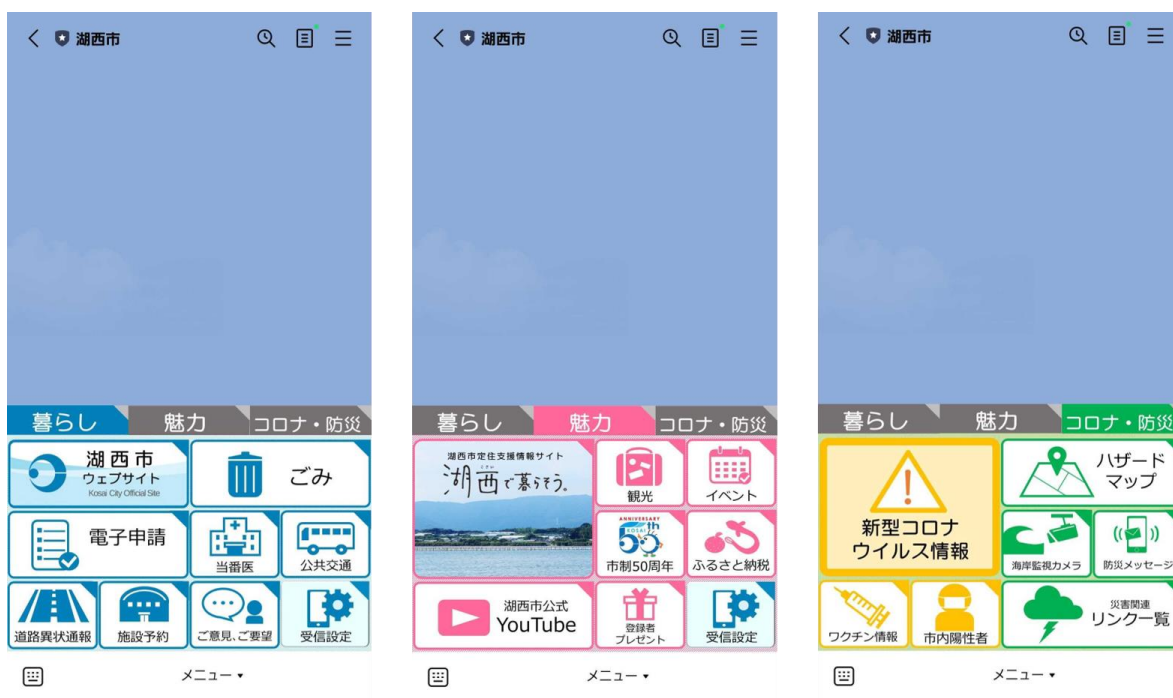 湖西市
暮らし
魅力
コロナ・防災
湖西市
ウェブサイト
Kosai City Official Site
ごみ
電子申請
当番医
公共交通
道路異状通報
施設予約
ご意見、ご要望
受信設定
メニュー ▾
湖西市
暮らし
魅力
コロナ・防災
湖西市定住支援情報サイト
湖西で暮らそう。
観光
イベント
ANNIVERSARY
KOSAI
50th
市制50周年
ふるさと納税
湖西市公式
YouTube
登録者
プレゼント
受信設定
メニュー ▾
湖西市
暮らし
魅力
コロナ・防災
新型コロナ
ウイルス情報
ハザード
マップ
海岸監視カメラ
防災メッセージ
ワクチン情報
市内陽性者
災害関連
リンク一覧
メニュー ▾